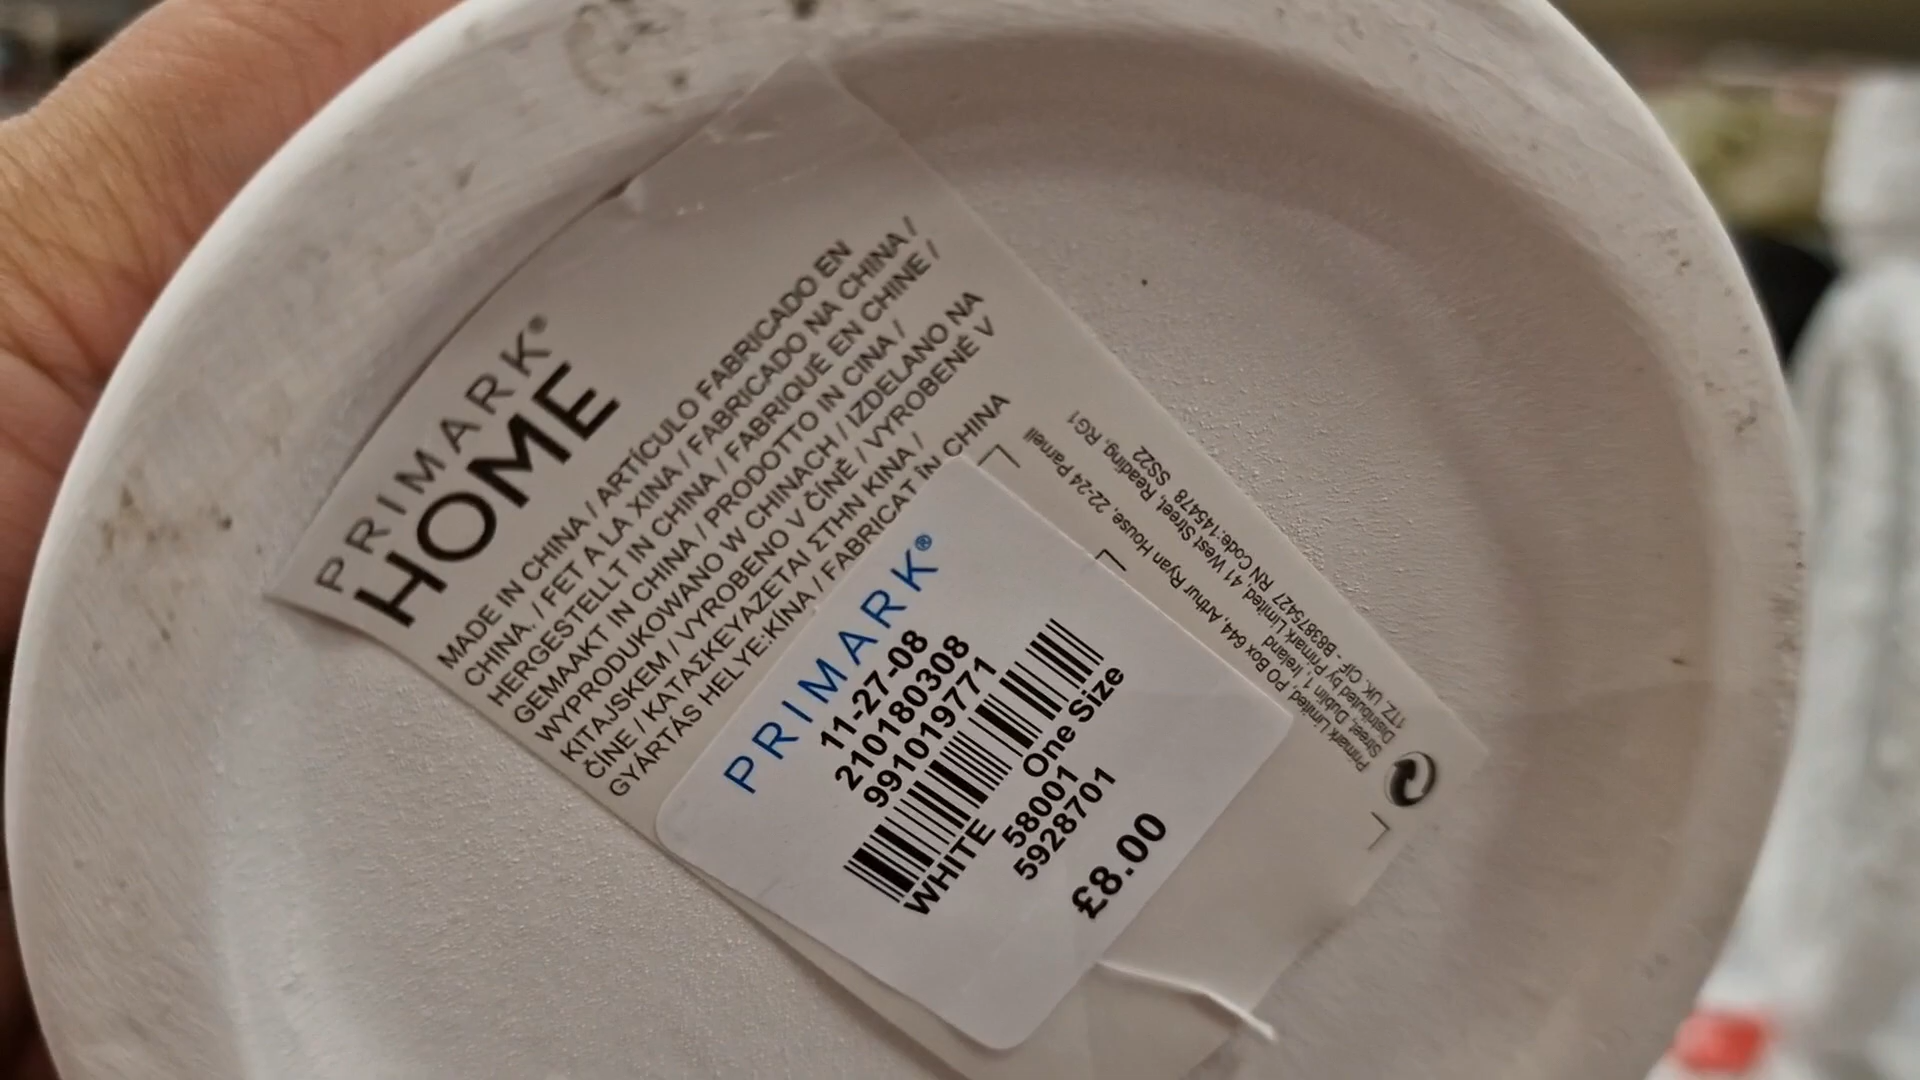 PRIMARK®
HOME
MADE IN CHINA / ARTÍCULO FABRICADO EN
CHINA. / FET A LA XINA / FABRICADO NA CHINA /
HERGESTELLT IN CHINA / FABRIQUÉ EN CHINE /
GEMAAKT IN CHINA / PRODOTTO IN CINA /
WYPRODUKOWANO W CHINACH / IZDELANO NA
KITAJSKEM / VYROBENO V ČÍNĚ / VYROBENÉ V
ČÍNE / ΚΑΤΑΣΚΕΥΑΖΕΤΑΙ ΣΤΗΝ ΚΙΝΑ /
GYÁRTÁS HELYE:KÍNA / FABRICAT ÎN CHINA
PRIMARK®
11-27-08
2101180308
991019771
WHITE One Size
58001
5928701
£8.00
Primark Limited, PO Box 644, Arthur Ryan House, 22-24 Parnell
Street, Dublin 1, Ireland
Distributed by Primark Limited, 41 West Street, Reading, RG1
1TZ UK. CIF - B83875427 RN Code:145478 SS22